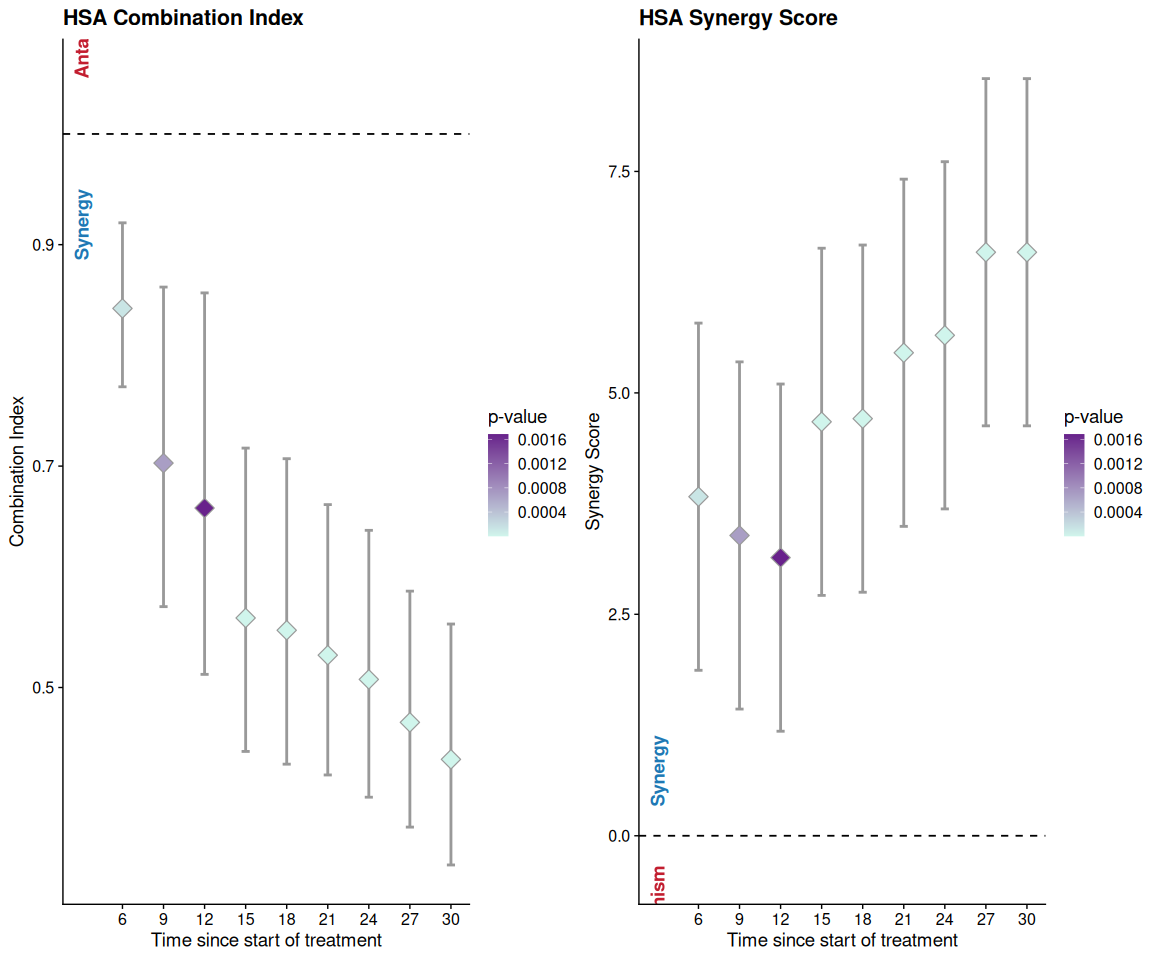 HSA Combination Index
Anta
Synergy
0.9
0.7
0.5
Combination Index
6 9 12 15 18 21 24 27 30
Time since start of treatment
p-value
0.0016
0.0012
0.0008
0.0004
HSA Synergy Score
7.5
5.0
2.5
0.0
Synergy Score
Synergy
nism
6 9 12 15 18 21 24 27 30
Time since start of treatment
p-value
0.0016
0.0012
0.0008
0.0004